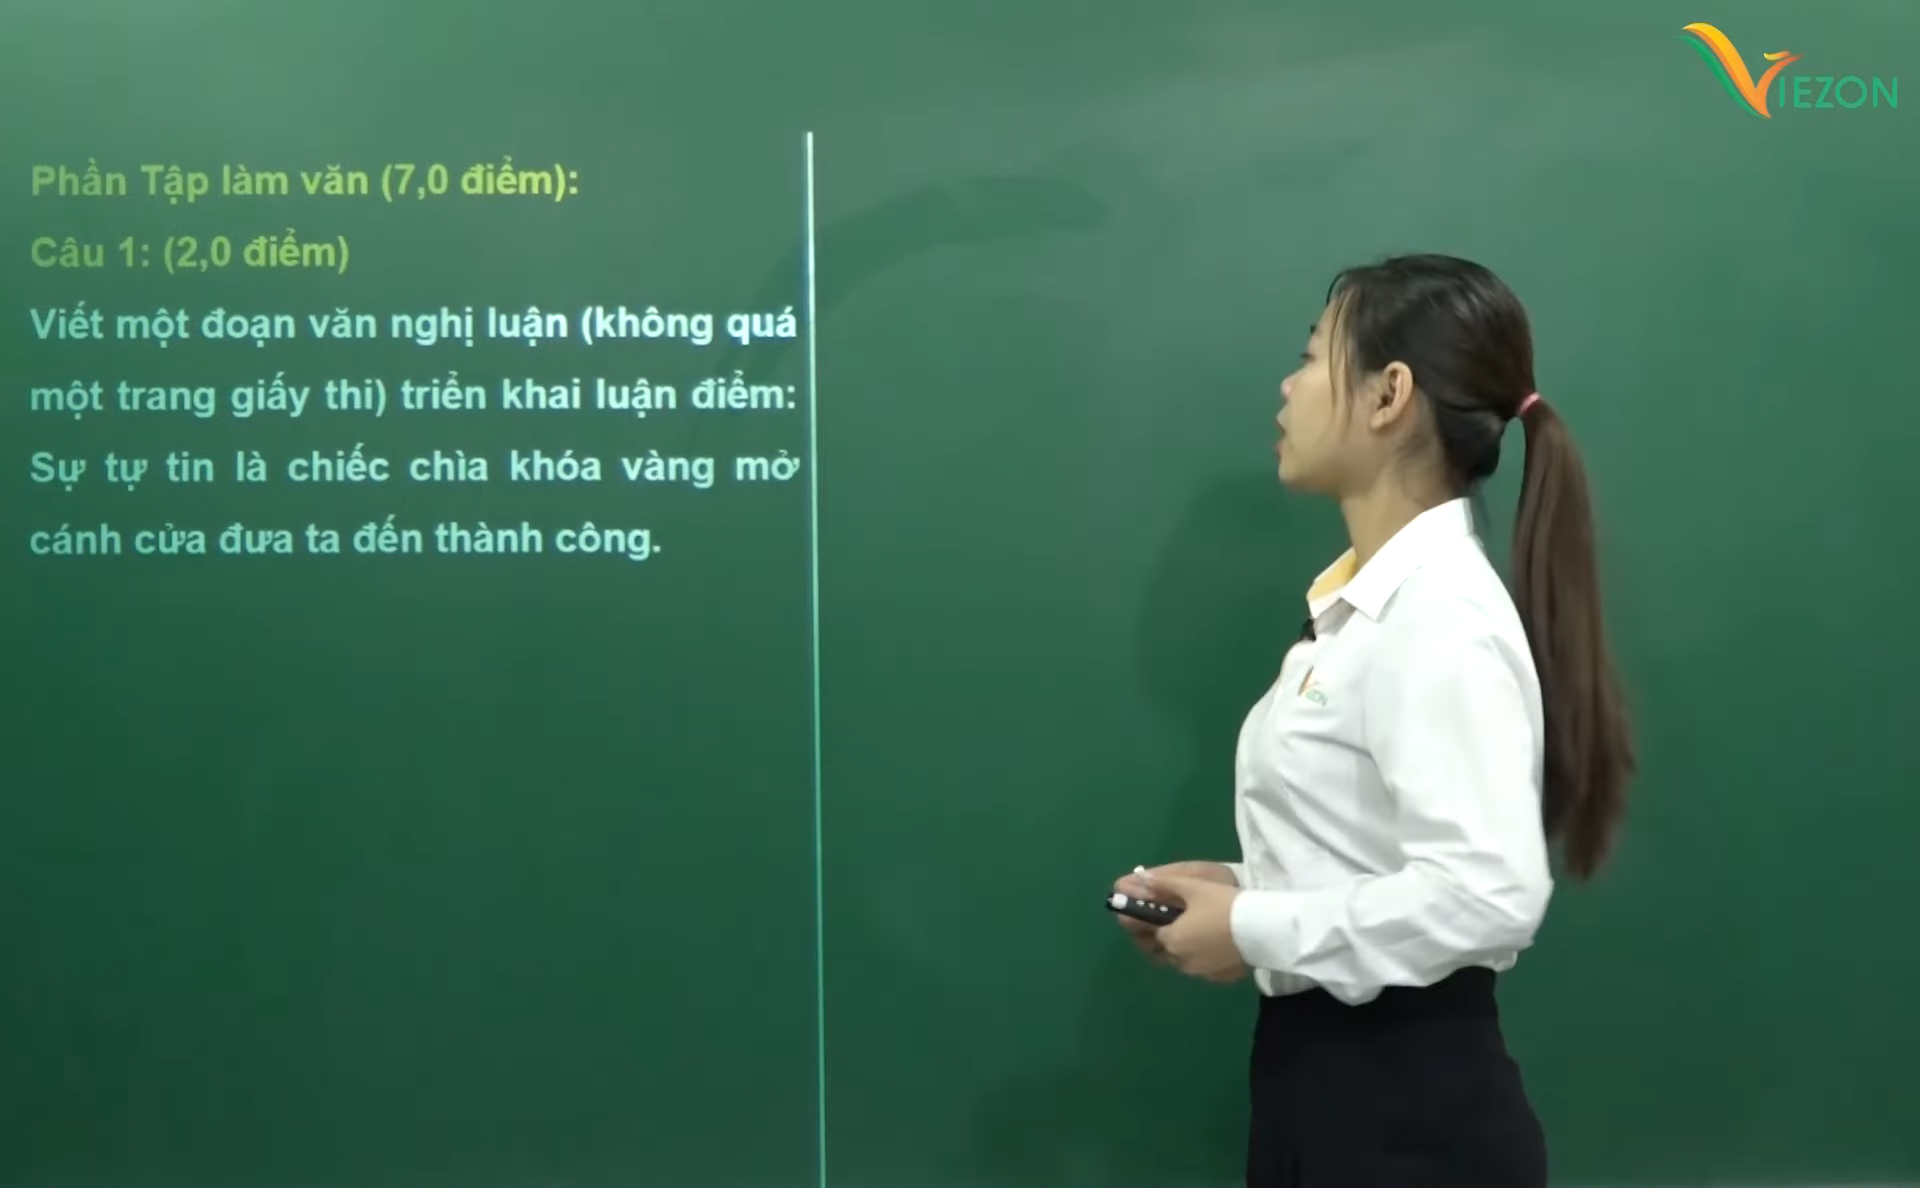 VIEZON
Phần Tập làm văn (7,0 điểm):
Câu 1: (2,0 điểm)
Viết một đoạn văn nghị luận (không quá
một trang giấy thi) triển khai luận điểm:
Sự tự tin là chiếc chìa khóa vàng mở
cánh cửa đưa ta đến thành công.
VIEZON